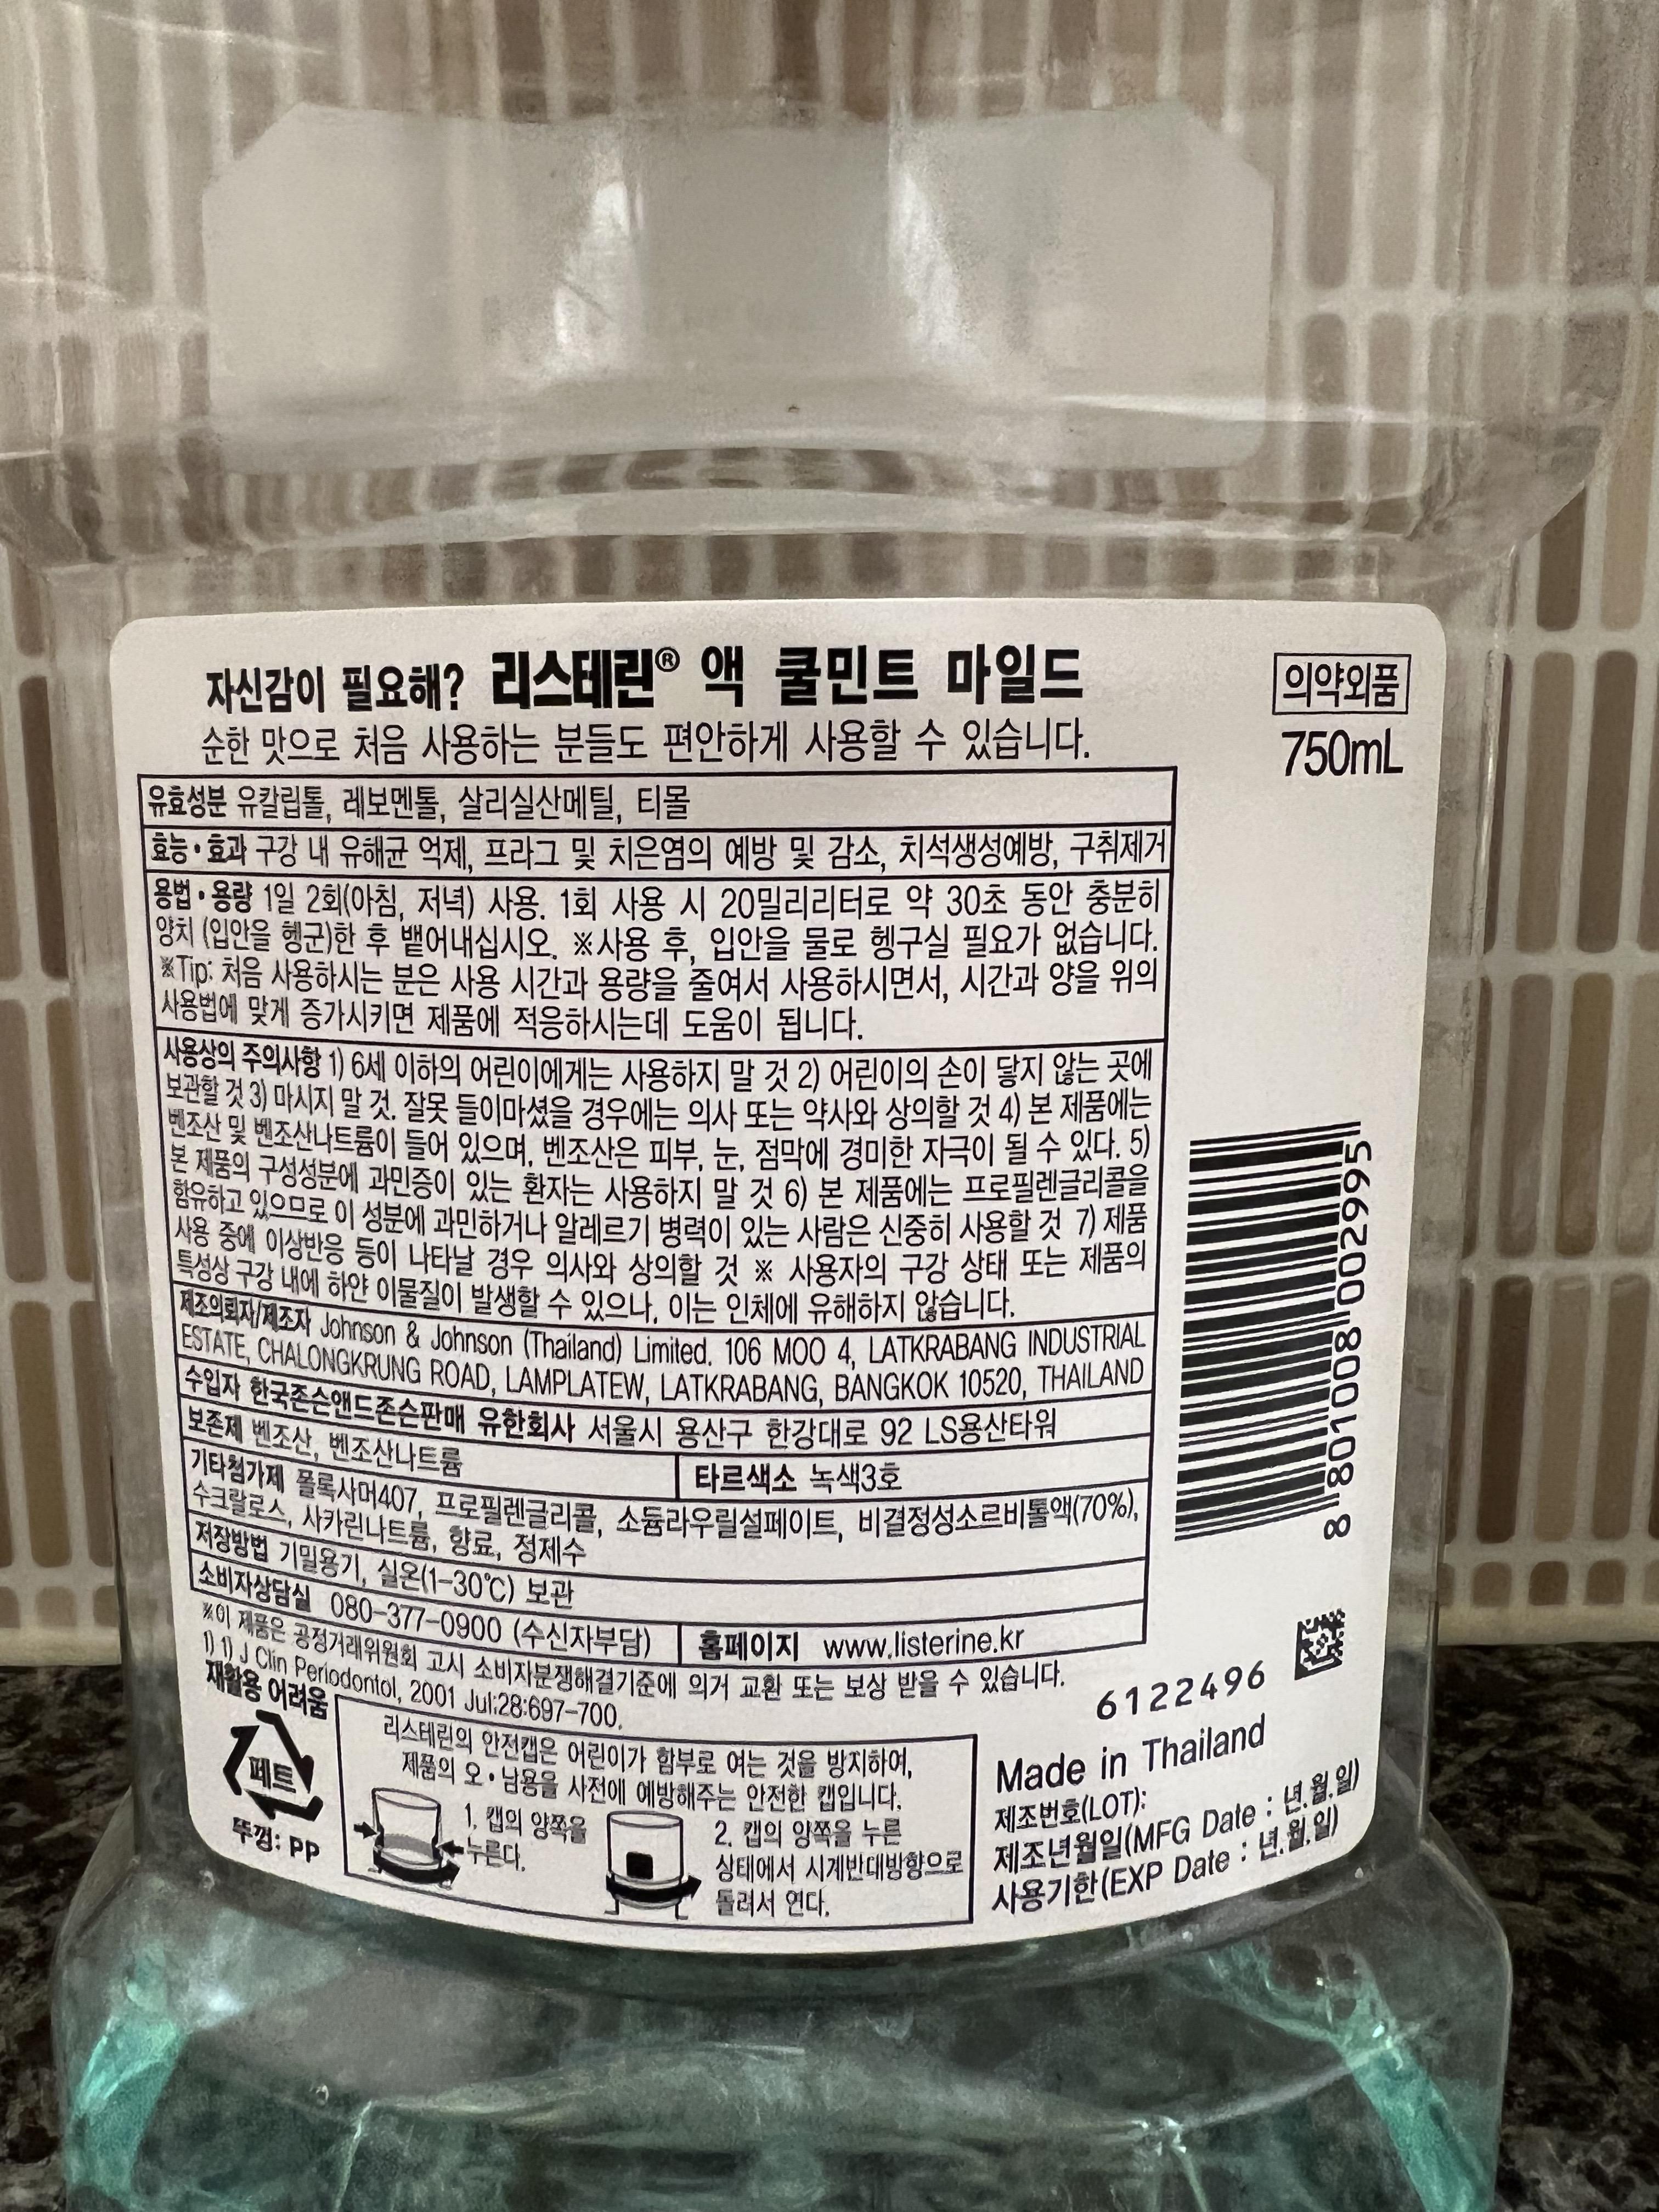 자신감이 필요해? 리스테린® 액 쿨민트 마일드
순한 맛으로 처음 사용하는 분들도 편안하게 사용할 수 있습니다.
의약외품
750mL
유효성분 유칼립톨, 레보멘톨, 살리실산메틸, 티몰
효능•효과 구강 내 유해균 억제, 프라그 및 치은염의 예방 및 감소, 치석생성예방, 구취제거
용법•용량 1일 2회(아침, 저녁) 사용. 1회 사용 시 20밀리리터로 약 30초 동안 충분히
양치 (입안을 헹군)한 후 뱉어내십시오. ※사용 후, 입안을 물로 헹구실 필요가 없습니다.
※Tip: 처음 사용하시는 분은 사용 시간과 용량을 줄여서 사용하시면서, 시간과 양을 위의
사용법에 맞게 증가시키면 제품에 적응하시는데 도움이 됩니다.
사용상의 주의사항 1) 6세 이하의 어린이에게는 사용하지 말 것 2) 어린이의 손이 닿지 않는 곳에
보관할 것 3) 마시지 말 것. 잘못 들이마셨을 경우에는 의사 또는 약사와 상의할 것 4) 본 제품에는
벤조산 및 벤조산나트륨이 들어 있으며, 벤조산은 피부, 눈, 점막에 경미한 자극이 될 수 있다. 5)
본 제품의 구성성분에 과민증이 있는 환자는 사용하지 말 것 6) 본 제품에는 프로필렌글리콜을
함유하고 있으므로 이 성분에 과민하거나 알레르기 병력이 있는 사람은 신중히 사용할 것 7) 제품
사용 중에 이상반응 등이 나타날 경우 의사와 상의할 것 ※ 사용자의 구강 상태 또는 제품의
특성상 구강 내에 하얀 이물질이 발생할 수 있으나, 이는 인체에 유해하지 않습니다.
제조의뢰자/제조자 Johnson & Johnson (Thailand) Limited. 106 MOO 4, LATKRABANG INDUSTRIAL
ESTATE, CHALONGKRUNG ROAD, LAMPLATEW, LATKRABANG, BANGKOK 10520, THAILAND
수입자 한국존슨앤드존슨판매 유한회사 서울시 용산구 한강대로 92 LS용산타워
보존제 벤조산, 벤조산나트륨
타르색소 녹색3호
기타첨가제 폴록사머407, 프로필렌글리콜, 소듐라우릴설페이트, 비결정성소르비톨액(70%),
수크랄로스, 사카린나트륨, 향료, 정제수
저장방법 기밀용기, 실온(1-30℃) 보관
소비자상담실 080-377-0900 (수신자부담)
홈페이지 www.listerine.kr
※이 제품은 공정거래위원회 고시 소비자분쟁해결기준에 의거 교환 또는 보상 받을 수 있습니다.
1) 1) J Clin Periodontol, 2001 Jul;28:697-700.
8 801008 002995
6122496
재활용 어려움
페트
뚜껑: PP
리스테린의 안전캡은 어린이가 함부로 여는 것을 방지하여,
제품의 오•남용을 사전에 예방해주는 안전한 캡입니다.
1. 캡의 양쪽을
누른다.
2. 캡의 양쪽을 누른
상태에서 시계반대방향으로
돌려서 연다.
Made in Thailand
제조번호(LOT):
제조년월일(MFG Date : 년.월.일)
사용기한(EXP Date : 년.월.일)